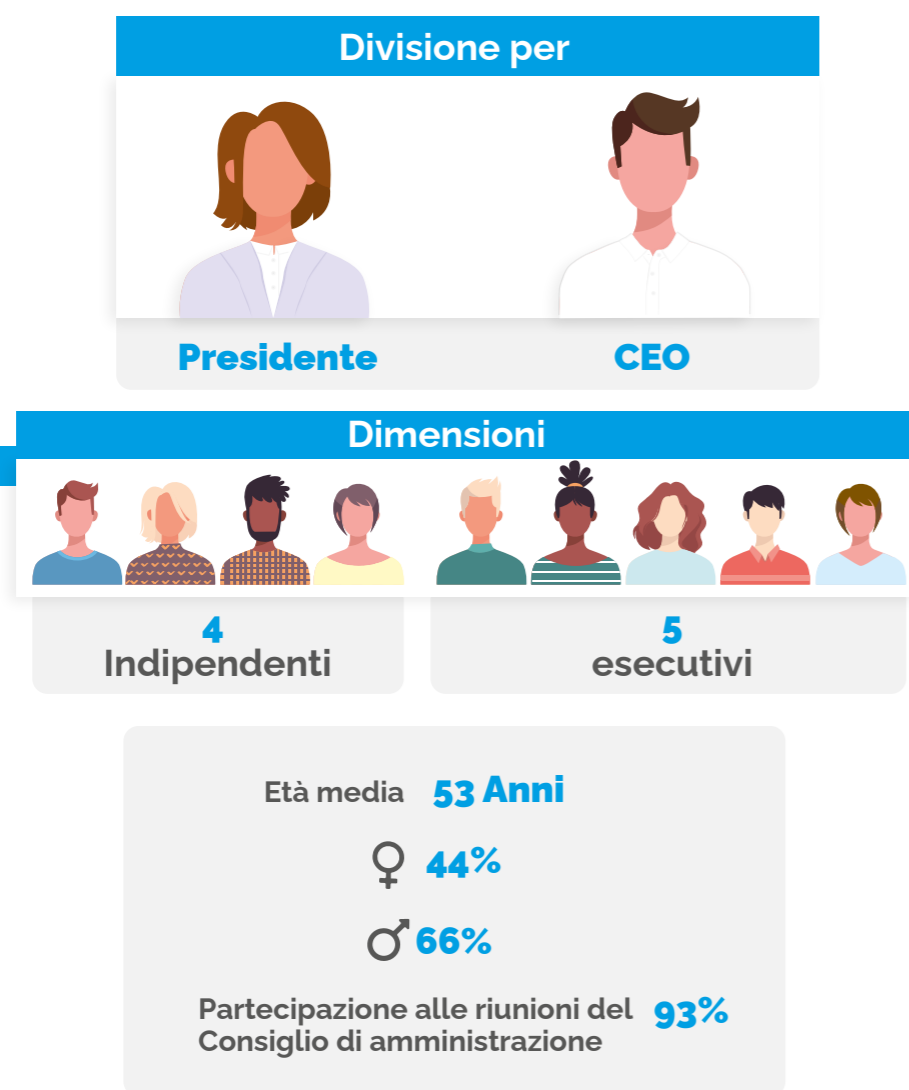 Divisione per
Presidente
CEO
Dimensioni
4
Indipendenti
5
esecutivi
Età media 53 Anni
44%
66%
Partecipazione alle riunioni del 93%
Consiglio di amministrazione